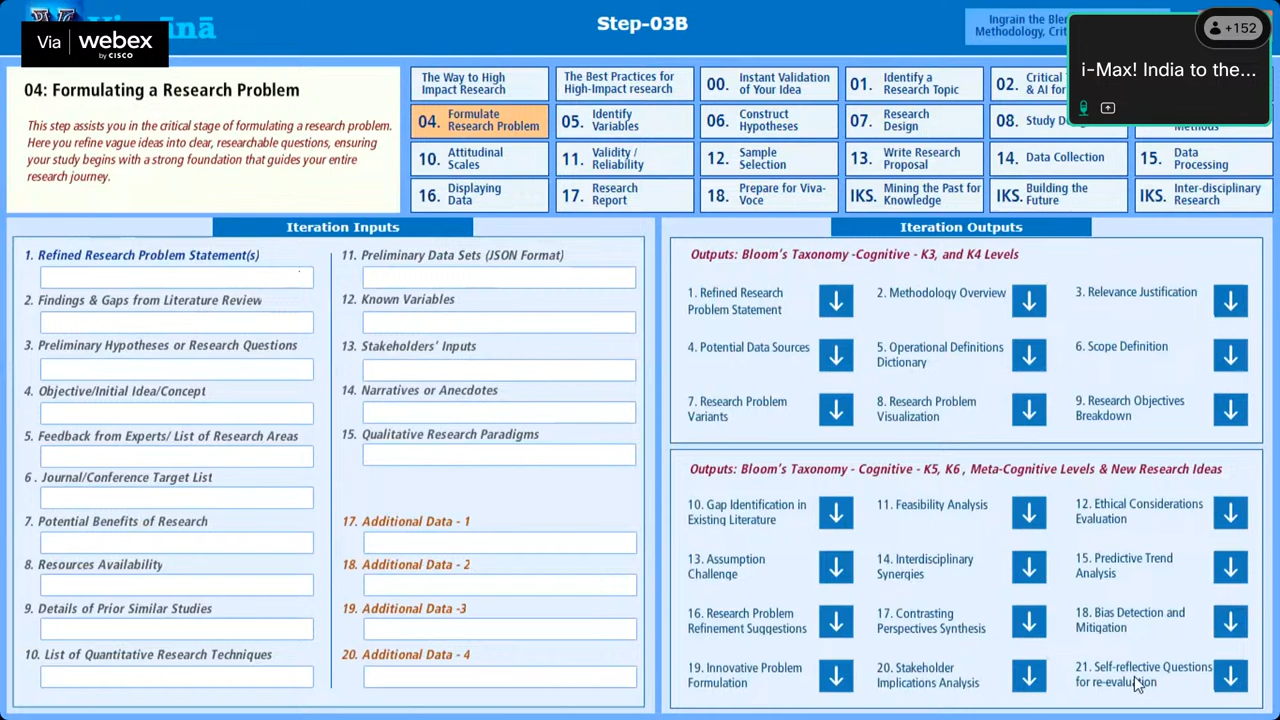 Step-03B
Via webex
by CISCO
Ingrain the
Methodology,
+152
i-Max! India to the...
04: Formulating a Research Problem
This step assists you in the critical stage of formulating a research problem.
Here you refine vague ideas into clear, researchable questions, ensuring
your study begins with a strong foundation that guides your entire
research journey.
The Way to High
Impact Research
The Best Practices for
High-Impact research
00. Instant Validation
of Your Idea
01. Identify a
Research Topic
02. Critical
& AI for
04. Formulate
Research Problem
05. Identify
Variables
06. Construct
Hypotheses
07. Research
Design
08. Study
Methods
10. Attitudinal
Scales
11. Validity /
Reliability
12. Sample
Selection
13. Write Research
Proposal
14. Data Collection
15. Data
Processing
16. Displaying
Data
17. Research
Report
18. Prepare for Viva-
Voce
IKS. Mining the Past for
Knowledge
IKS. Building the
Future
IKS. Inter-disciplinary
Research
Iteration Inputs
1. Refined Research Problem Statement(s)
2. Findings & Gaps from Literature Review
3. Preliminary Hypotheses or Research Questions
4. Objective/Initial Idea/Concept
5. Feedback from Experts/ List of Research Areas
6 . Journal/Conference Target List
7. Potential Benefits of Research
8. Resources Availability
9. Details of Prior Similar Studies
10. List of Quantitative Research Techniques
11. Preliminary Data Sets (JSON Format)
12. Known Variables
13. Stakeholders' Inputs
14. Narratives or Anecdotes
15. Qualitative Research Paradigms
17. Additional Data - 1
18. Additional Data - 2
19. Additional Data -3
20. Additional Data - 4
Iteration Outputs
Outputs: Bloom's Taxonomy -Cognitive - K3, and K4 Levels
1. Refined Research
Problem Statement
2. Methodology Overview
3. Relevance Justification
4. Potential Data Sources
5. Operational Definitions
Dictionary
6. Scope Definition
7. Research Problem
Variants
8. Research Problem
Visualization
9. Research Objectives
Breakdown
Outputs: Bloom's Taxonomy - Cognitive - K5, K6 , Meta-Cognitive Levels & New Research Ideas
10. Gap Identification in
Existing Literature
11. Feasibility Analysis
12. Ethical Considerations
Evaluation
13. Assumption
Challenge
14. Interdisciplinary
Synergies
15. Predictive Trend
Analysis
16. Research Problem
Refinement Suggestions
17. Contrasting
Perspectives Synthesis
18. Bias Detection and
Mitigation
19. Innovative Problem
Formulation
20. Stakeholder
Implications Analysis
21. Self-reflective Questions
for re-evaluation